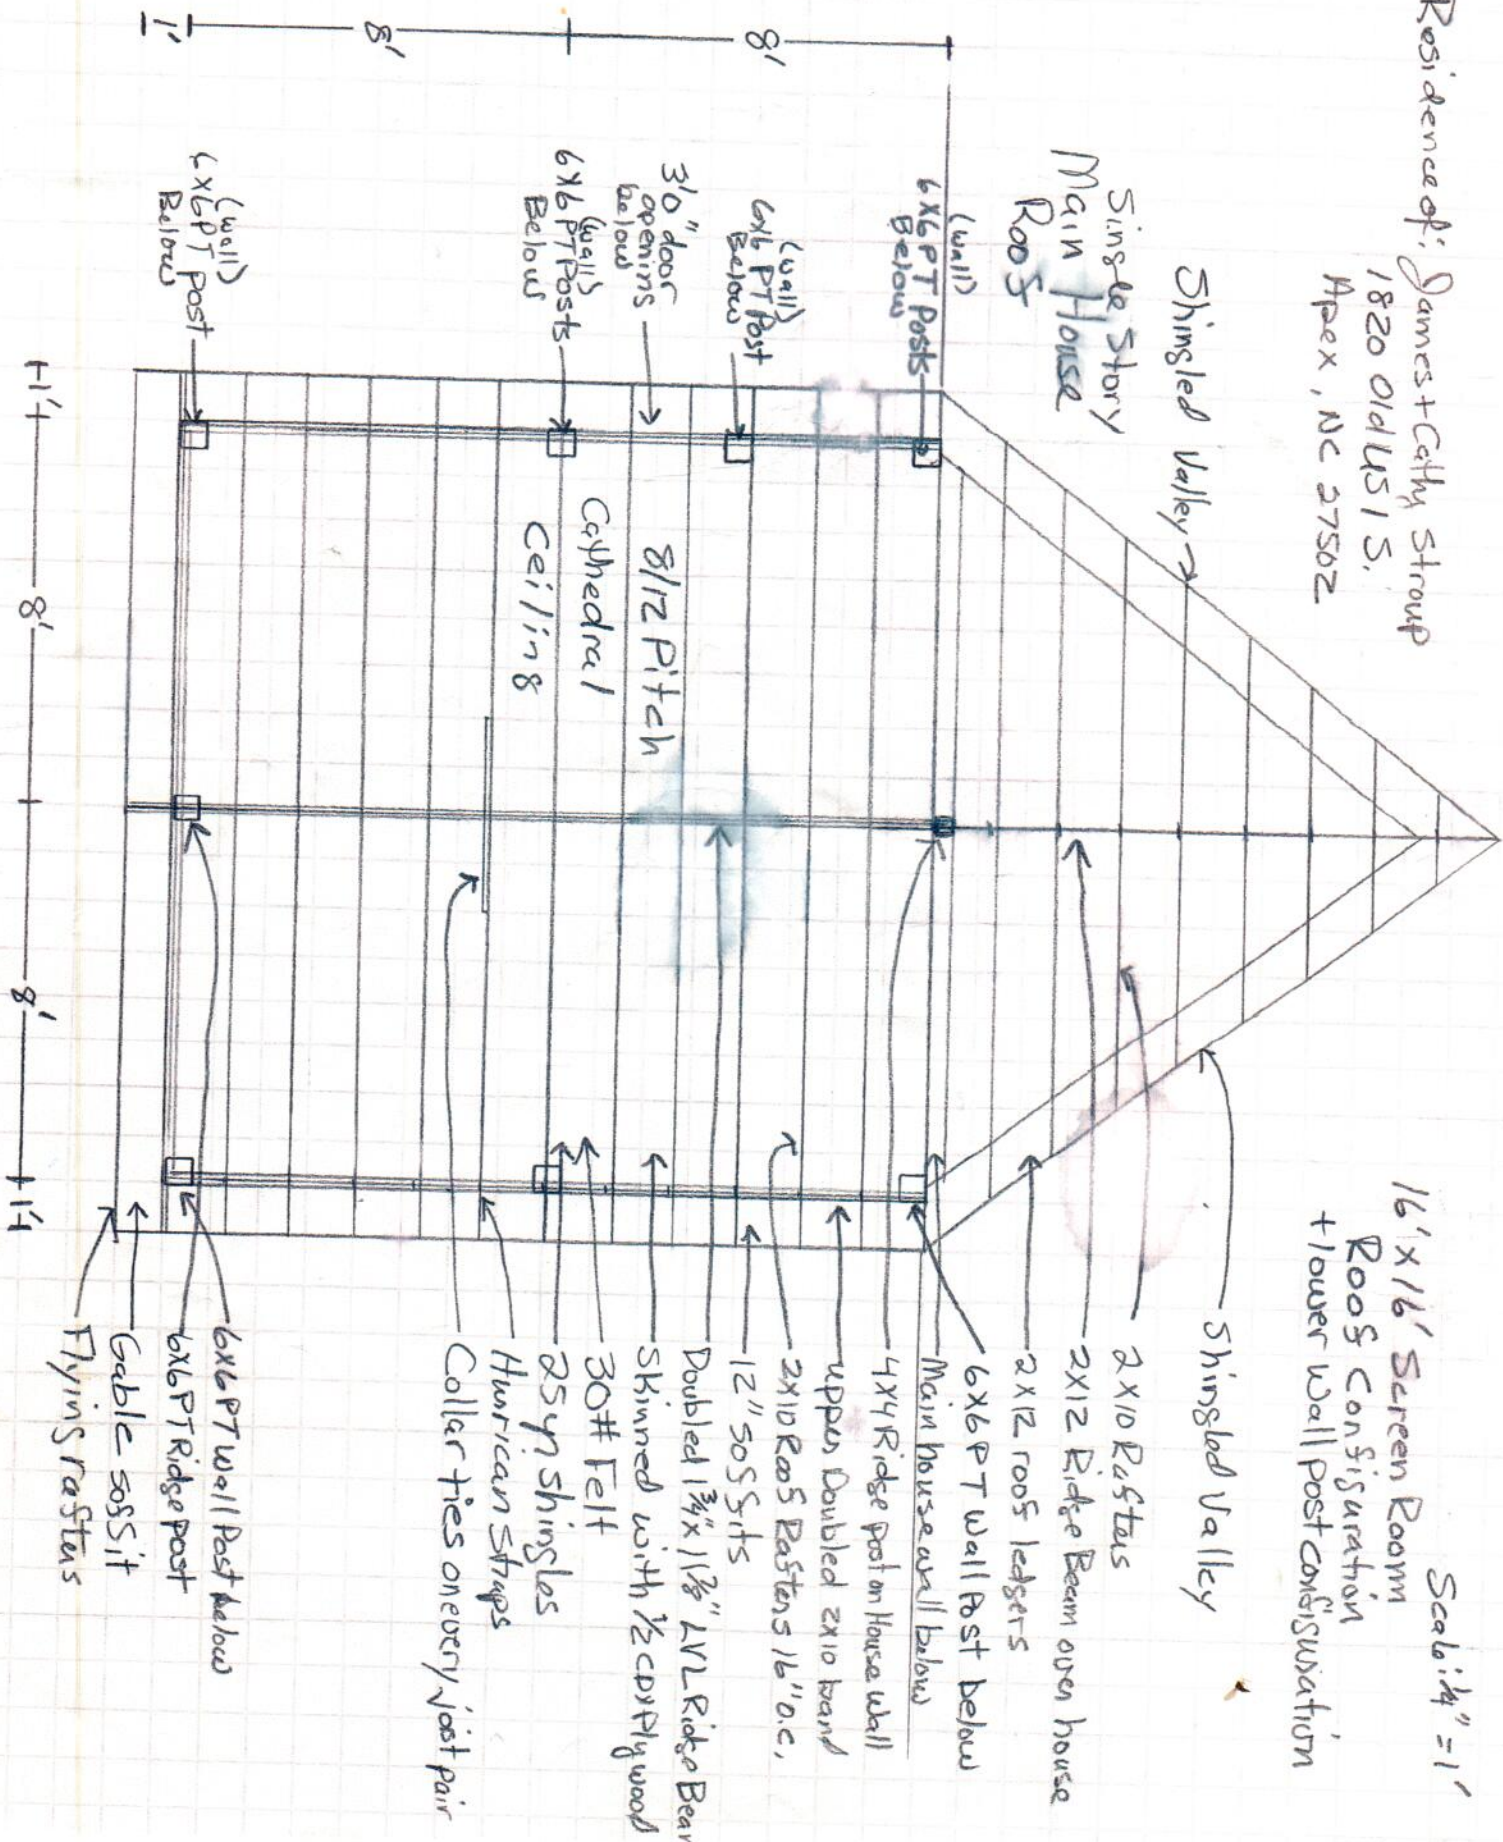 Residence of: James + Cathy Stroup
1820 Old US 1 S.
Apex, NC 27502
Scale: 1/4" = 1'
16' x 16' Screen Room
Roof Configuration
+ lower wall post configuration
Shingled Valley
Single Story
Main House
Roof
(wall)
6x6 PT Posts
Below
(wall)
6x6 PT Post
Below
3'0" door
opening
below
(wall)
6x6 PT Posts
Below
(wall)
6x6 PT post
Below
8'
8'
1'
8/12 Pitch
Cathedral
Ceiling
Shingled Valley
2x10 Rafters
2x12 Ridge Beam over house
2x12 roof ledgers
6x6 PT Wall Post below
Main house wall below
4x4 Ridge post on House wall
upper Doubled 2x10 band
2x10 Roof Rafters 16" o.c.
12" soffits
Doubled 1 3/4" x 11 7/8" LVL Ridge Beam
Skinned with 1/2 CDX Plywood
30# Felt
25 yr shingles
Hurrican straps
Collar ties on every joist pair
6x6 PT Wall Post below
6x6 PT Ridge post
Gable soffit
Flying rafters
1'
8'
8'
1'